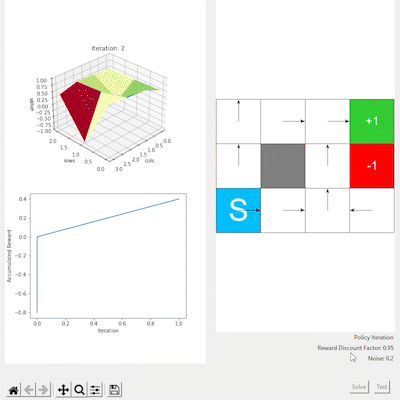 Iteration: 2
1.00
0.75
0.50
0.25
0.00
−0.25
−0.50
−0.75
−1.00
value
2.0
1.5
1.0
0.5
0.0
rows
3.0
2.5
2.0
1.5
1.0
0.5
0.0
cols
0.4
0.2
0.0
−0.2
−0.4
−0.6
−0.8
Accumulated Reward
0.0 0.2 0.4 0.6 0.8 1.0
Iteration
+1
-1
S
Policy Iteration
Reward Discount Factor: 0.95
Noise: 0.2
Solve Test